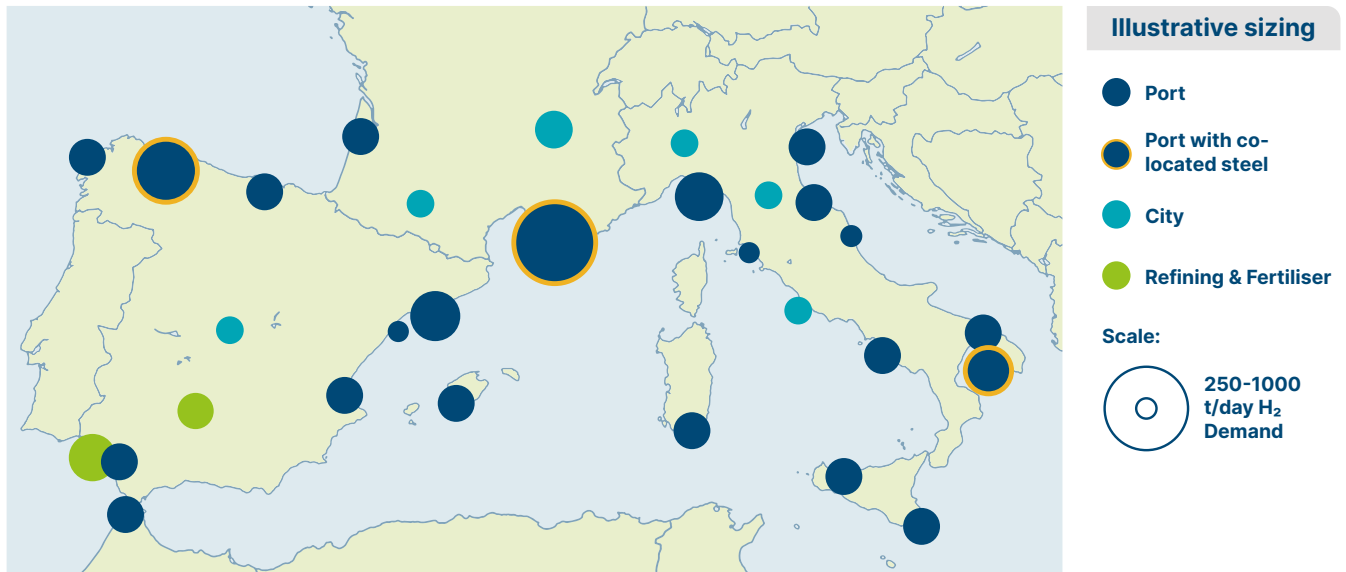 Illustrative sizing
Port
Port with co-
located steel
City
Refining & Fertiliser
Scale:
250-1000
t/day H₂
Demand